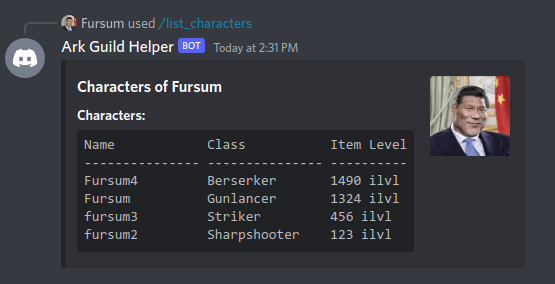 Fursum used /list_characters
Ark Guild Helper BOT Today at 2:31 PM
Characters of Fursum
Characters:
Name Class Item Level
--------------- --------------- ----------
Fursum4 Berserker 1490 ilvl
Fursum Gunlancer 1324 ilvl
fursum3 Striker 456 ilvl
fursum2 Sharpshooter 123 ilvl